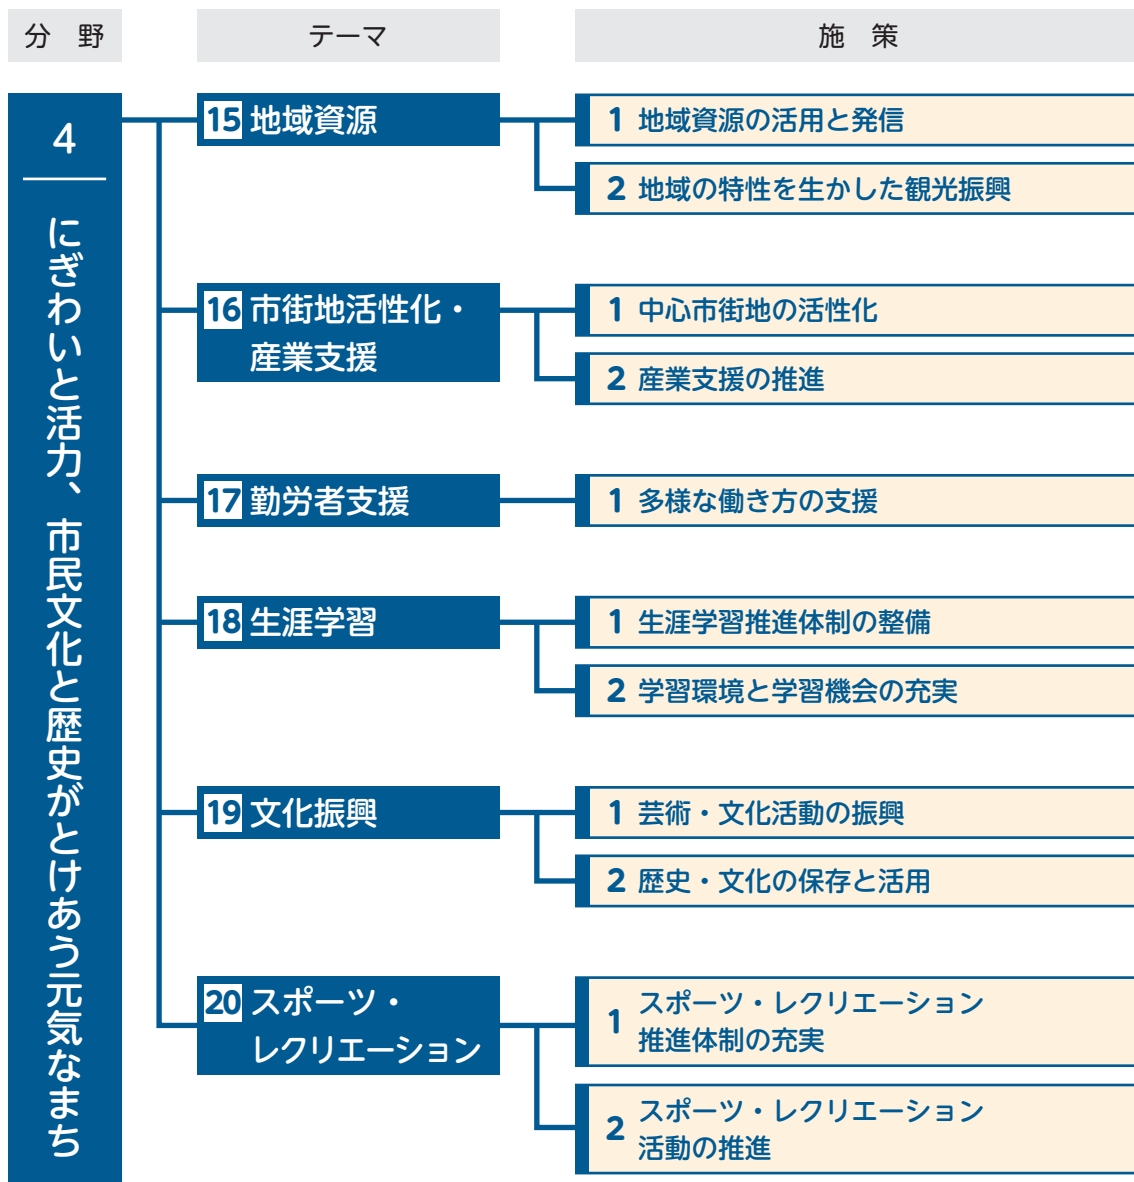 分　野
テーマ
施　策
4
にぎわいと活力、市民文化と歴史がとけあう元気なまち
15 地域資源
1 地域資源の活用と発信
2 地域の特性を生かした観光振興
16 市街地活性化・
産業支援
1 中心市街地の活性化
2 産業支援の推進
17 勤労者支援
1 多様な働き方の支援
18 生涯学習
1 生涯学習推進体制の整備
2 学習環境と学習機会の充実
19 文化振興
1 芸術・文化活動の振興
2 歴史・文化の保存と活用
20 スポーツ・
レクリエーション
1 スポーツ・レクリエーション
推進体制の充実
2 スポーツ・レクリエーション
活動の推進